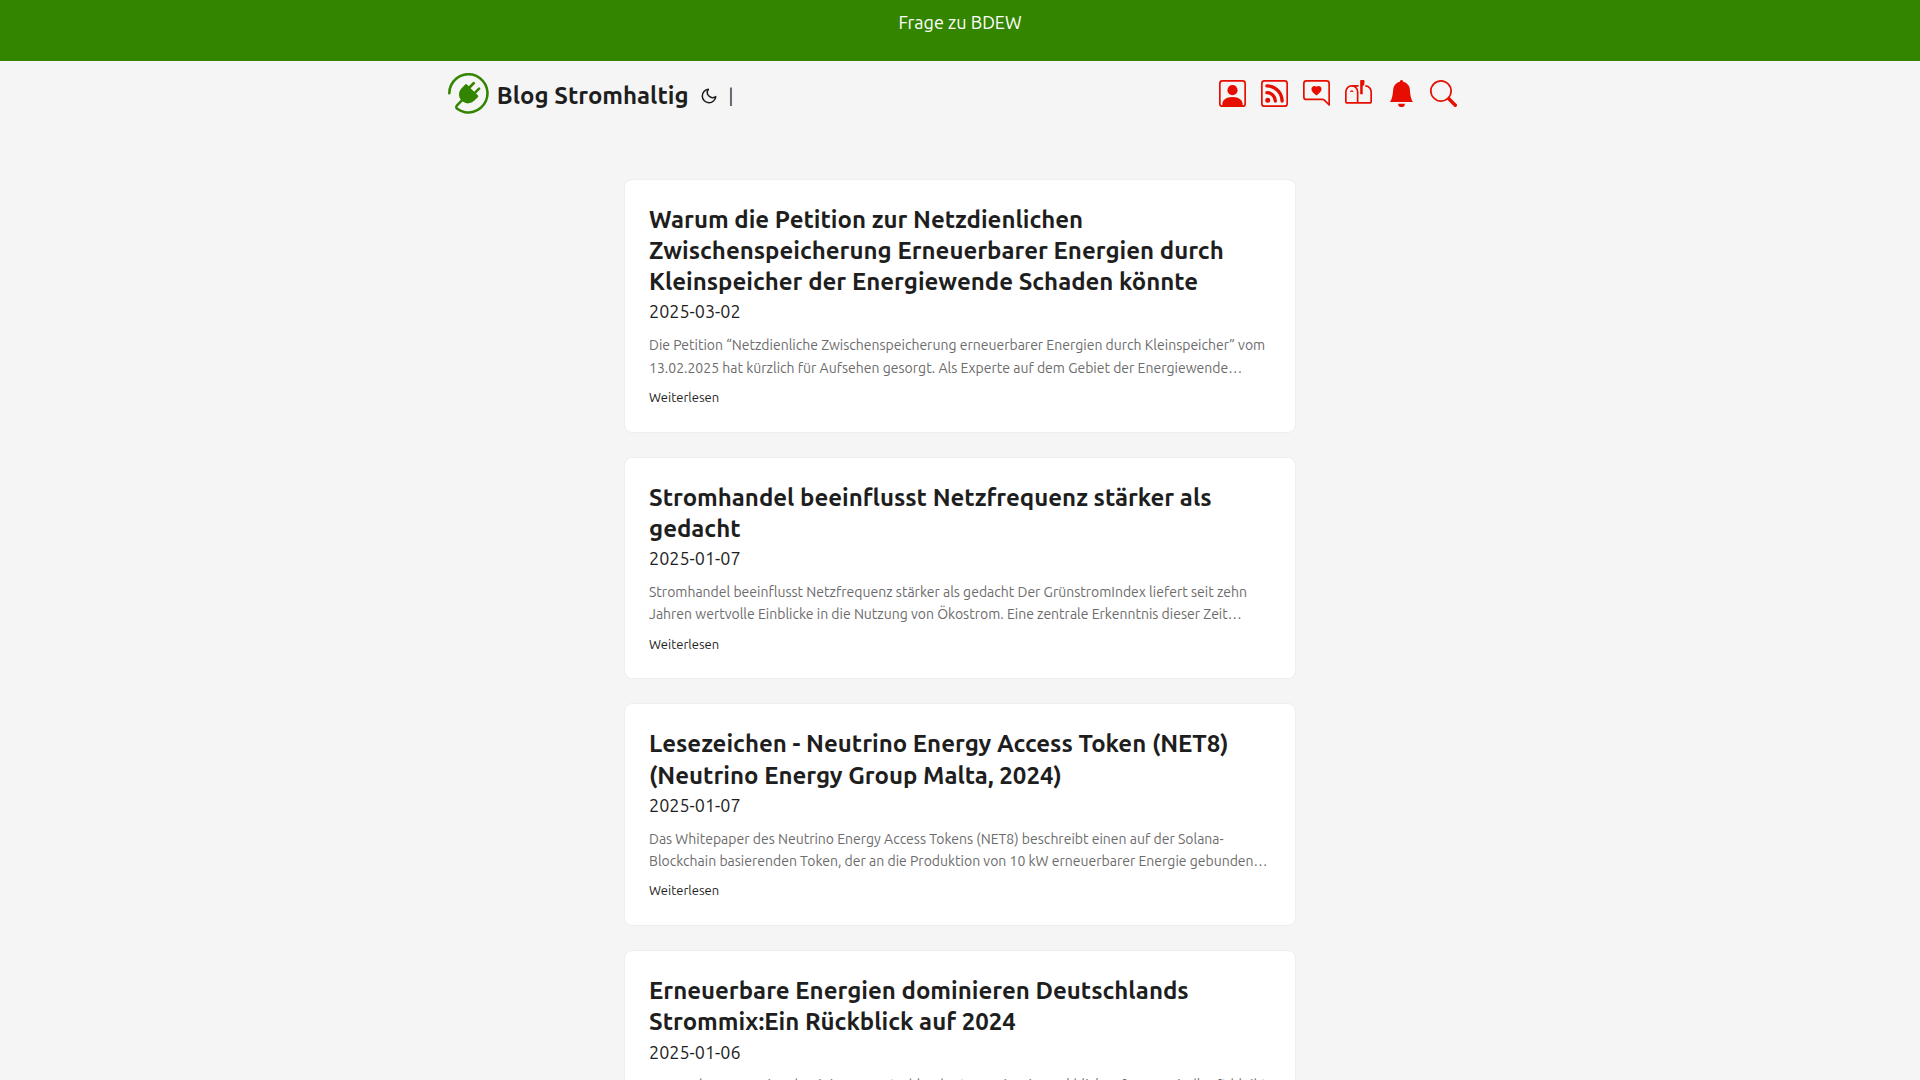 Frage zu BDEW
Blog Stromhaltig |
Warum die Petition zur Netzdienlichen
Zwischenspeicherung Erneuerbarer Energien durch
Kleinspeicher der Energiewende Schaden könnte
2025-03-02
Die Petition “Netzdienliche Zwischenspeicherung erneuerbarer Energien durch Kleinspeicher” vom
13.02.2025 hat kürzlich für Aufsehen gesorgt. Als Experte auf dem Gebiet der Energiewende…
Weiterlesen
Stromhandel beeinflusst Netzfrequenz stärker als
gedacht
2025-01-07
Stromhandel beeinflusst Netzfrequenz stärker als gedacht Der GrünstromIndex liefert seit zehn
Jahren wertvolle Einblicke in die Nutzung von Ökostrom. Eine zentrale Erkenntnis dieser Zeit…
Weiterlesen
Lesezeichen - Neutrino Energy Access Token (NET8)
(Neutrino Energy Group Malta, 2024)
2025-01-07
Das Whitepaper des Neutrino Energy Access Tokens (NET8) beschreibt einen auf der Solana-
Blockchain basierenden Token, der an die Produktion von 10 kW erneuerbarer Energie gebunden…
Weiterlesen
Erneuerbare Energien dominieren Deutschlands
Strommix:Ein Rückblick auf 2024
2025-01-06